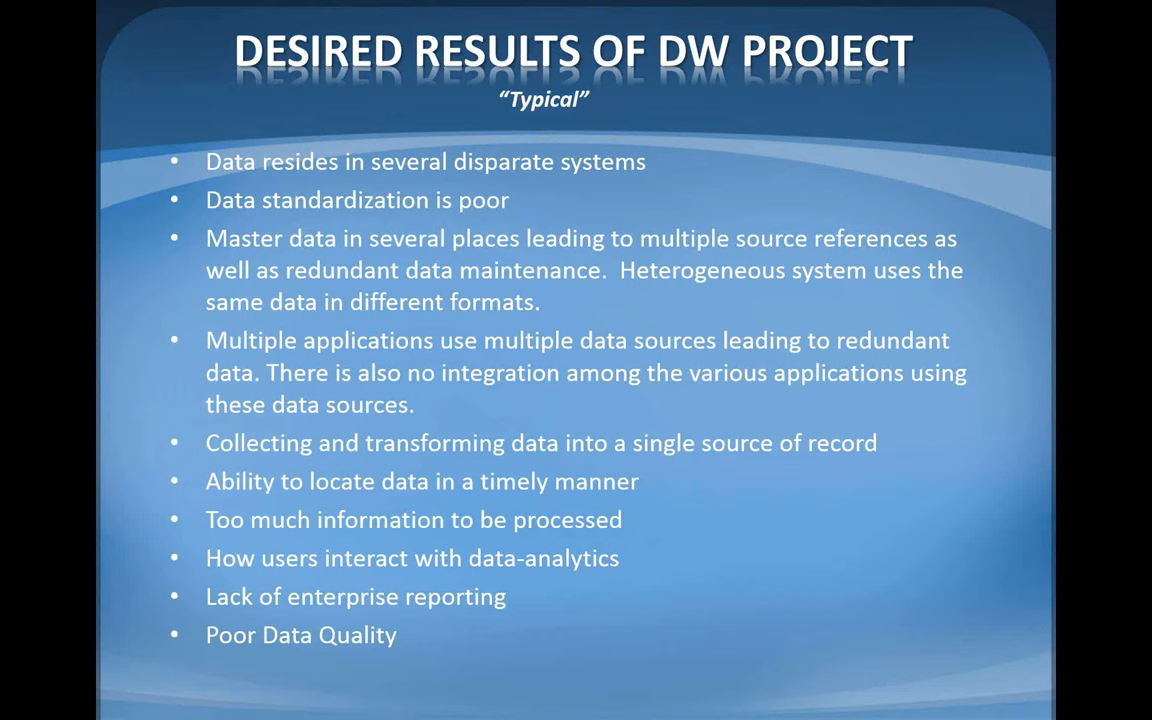 DESIRED RESULTS OF DW PROJECT
“Typical”
• Data resides in several disparate systems
• Data standardization is poor
• Master data in several places leading to multiple source references as
well as redundant data maintenance.  Heterogeneous system uses the
same data in different formats.
• Multiple applications use multiple data sources leading to redundant
data. There is also no integration among the various applications using
these data sources.
• Collecting and transforming data into a single source of record
• Ability to locate data in a timely manner
• Too much information to be processed
• How users interact with data-analytics
• Lack of enterprise reporting
• Poor Data Quality